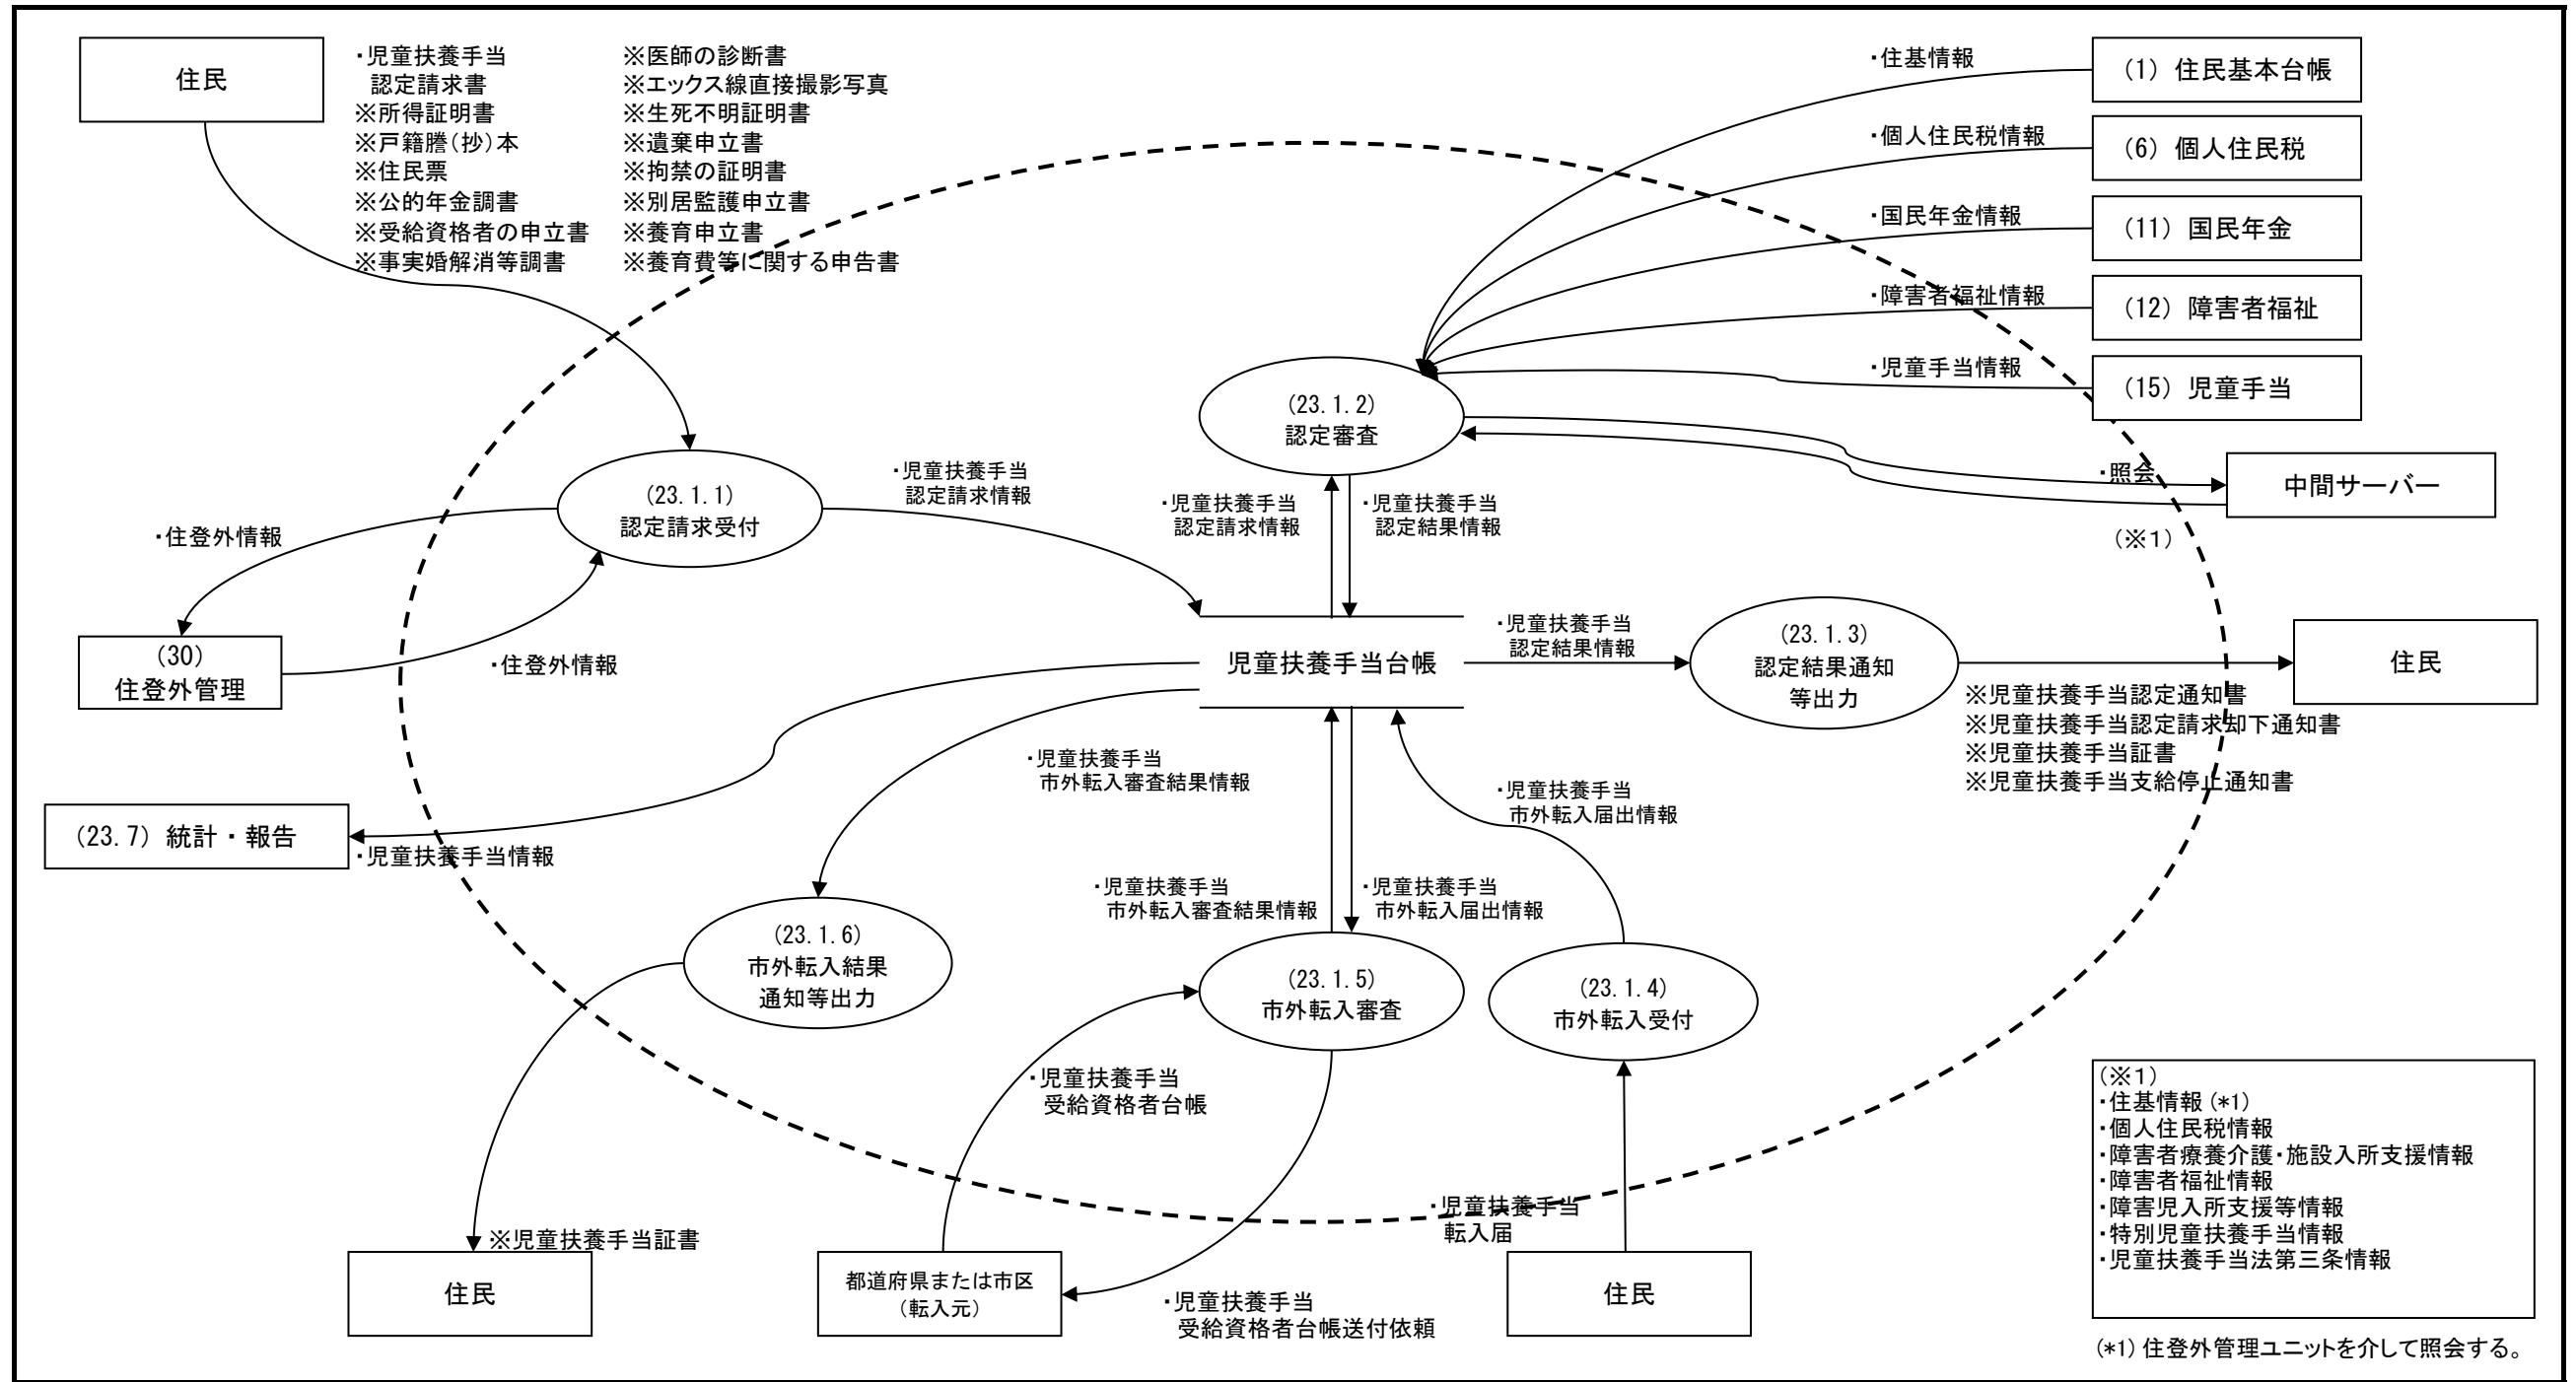 住民
・児童扶養手当
認定請求書
※所得証明書
※戸籍謄(抄)本
※住民票
※公的年金調書
※受給資格者の申立書
※事実婚解消等調書
※医師の診断書
※エックス線直接撮影写真
※生死不明証明書
※遺棄申立書
※拘禁の証明書
※別居監護申立書
※養育申立書
※養育費等に関する申告書
・住基情報
(1) 住民基本台帳
・個人住民税情報
(6) 個人住民税
・国民年金情報
(11) 国民年金
・障害者福祉情報
(12) 障害者福祉
・児童手当情報
(15) 児童手当
(23.1.2)
認定審査
・照会
中間サーバー
(※1)
(23.1.1)
認定請求受付
・児童扶養手当
認定請求情報
・児童扶養手当
認定請求情報
・児童扶養手当
認定結果情報
・住登外情報
(30)
住登外管理
・住登外情報
児童扶養手当台帳
・児童扶養手当
認定結果情報
(23.1.3)
認定結果通知
等出力
住民
※児童扶養手当認定通知書
※児童扶養手当認定請求却下通知書
※児童扶養手当証書
※児童扶養手当支給停止通知書
・児童扶養手当
市外転入審査結果情報
・児童扶養手当
市外転入届出情報
(23.7) 統計・報告
・児童扶養手当情報
・児童扶養手当
市外転入審査結果情報
・児童扶養手当
市外転入届出情報
(23.1.6)
市外転入結果
通知等出力
(23.1.5)
市外転入審査
(23.1.4)
市外転入受付
・児童扶養手当
受給資格者台帳
・児童扶養手当
転入届
※児童扶養手当証書
住民
都道府県または市区
(転入元)
・児童扶養手当
受給資格者台帳送付依頼
住民
(※1)
・住基情報(*1)
・個人住民税情報
・障害者療養介護・施設入所支援情報
・障害者福祉情報
・障害児入所支援等情報
・特別児童扶養手当情報
・児童扶養手当法第三条情報
(*1) 住登外管理ユニットを介して照会する。